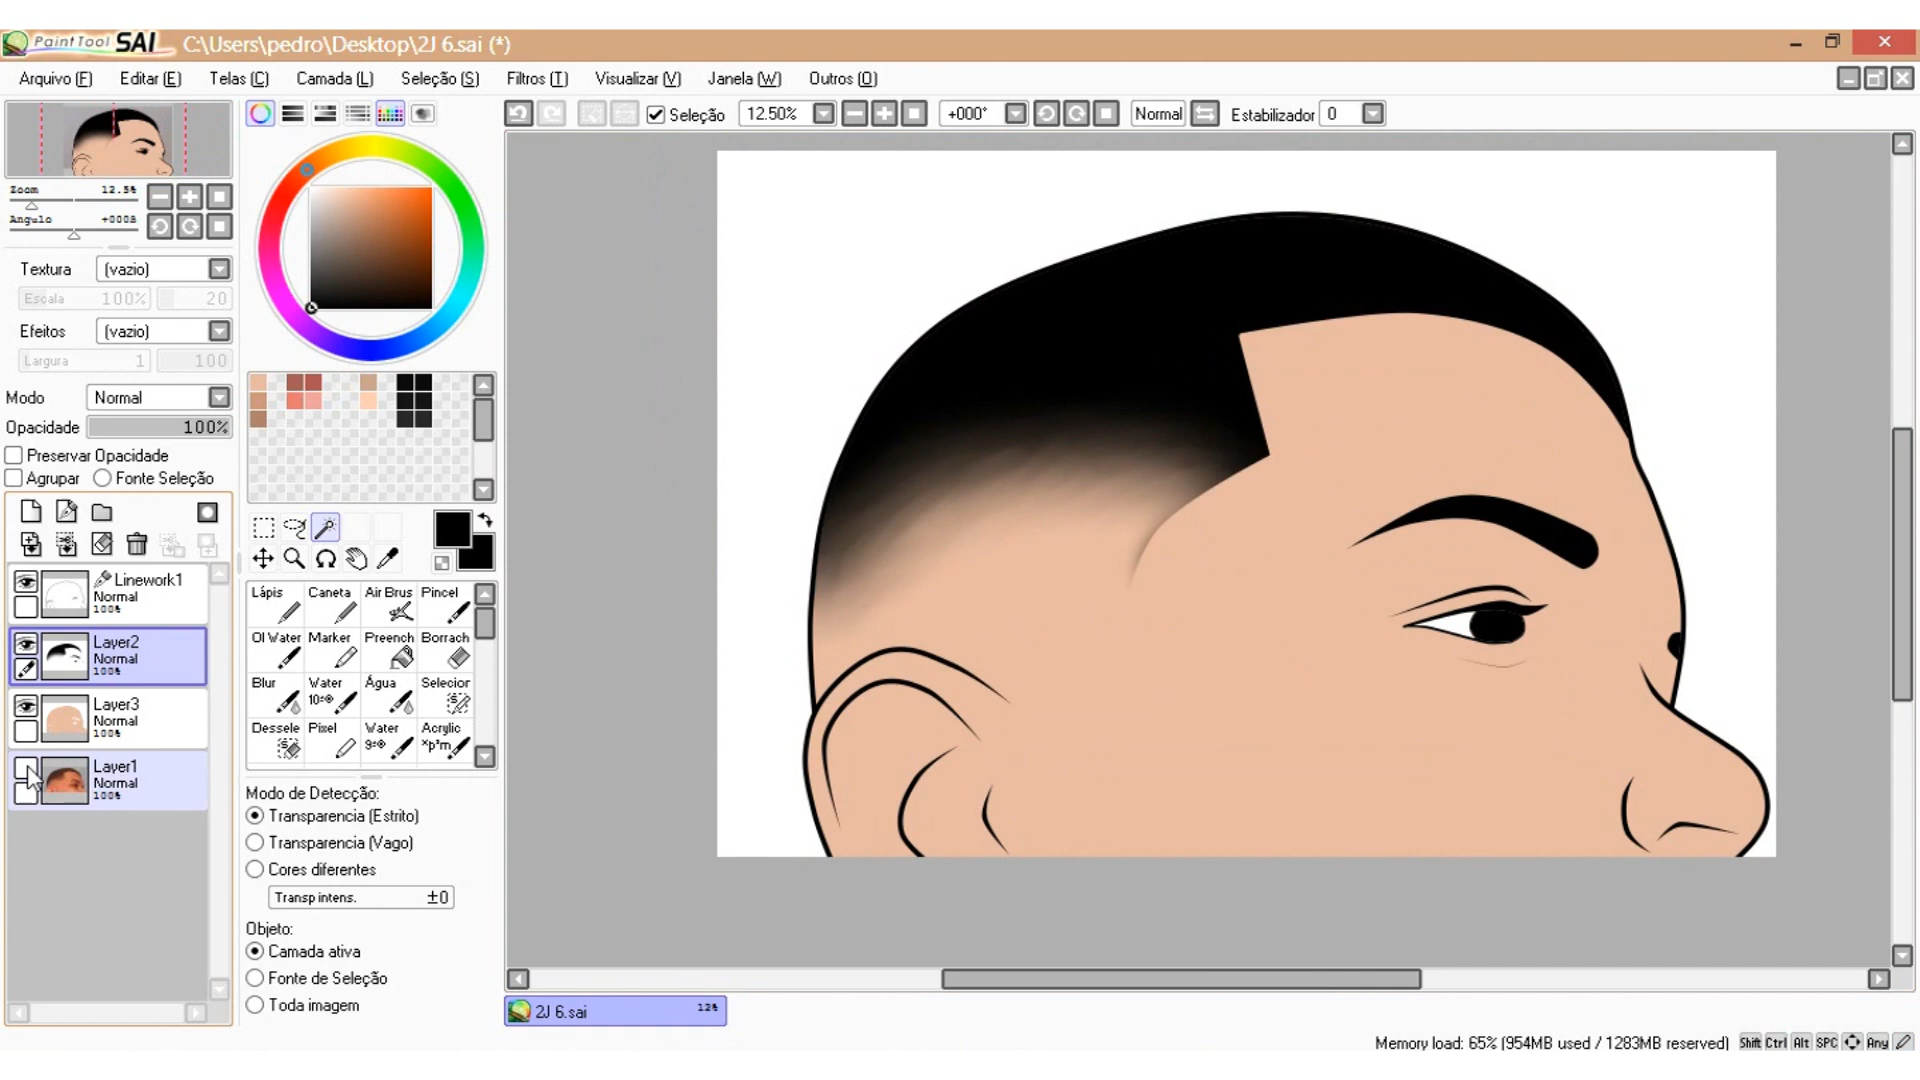 PaintTool SAI C:\Users\pedro\Desktop\2J 6.sai (*)
Arquivo (F) Editar (E) Telas (C) Camada (L) Seleção (S) Filtros (T) Visualizar (V) Janela (W) Outros (O)
Seleção 12.50% +000° Normal Estabilizador 0
Zoom 12.5%
Angulo +000°
Textura (vazio)
Escala 100% 20
Efeitos (vazio)
Largura 1 100
Modo Normal
Opacidade 100%
Preservar Opacidade
Agrupar Fonte Seleção
Linework1
Normal
100%
Layer2
Normal
100%
Layer3
Normal
100%
Layer1
Normal
100%
Lápis Caneta Air Brus Pincel
Ol Water Marker Preench Borrach
Blur Water Água Selecior
Dessele Pixel Water Acrylic
Modo de Detecção:
Transparencia (Estrito)
Transparencia (Vago)
Cores diferentes
Transp intens. ±0
Objeto:
Camada ativa
Fonte de Seleção
Toda imagem
2J 6.sai 12%
Memory load: 65% (954MB used / 1283MB reserved) Shift Ctrl Alt SPC Any